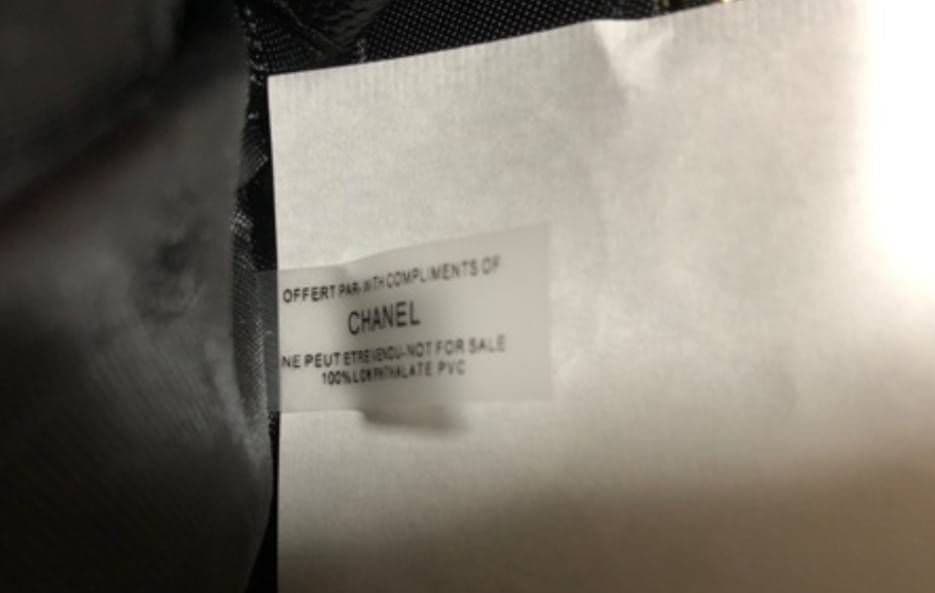 OFFERT PAR-WITH COMPLIMENTS OF
CHANEL
NE PEUT ETRE VENDU-NOT FOR SALE
100% LOW PHTHALATE PVC